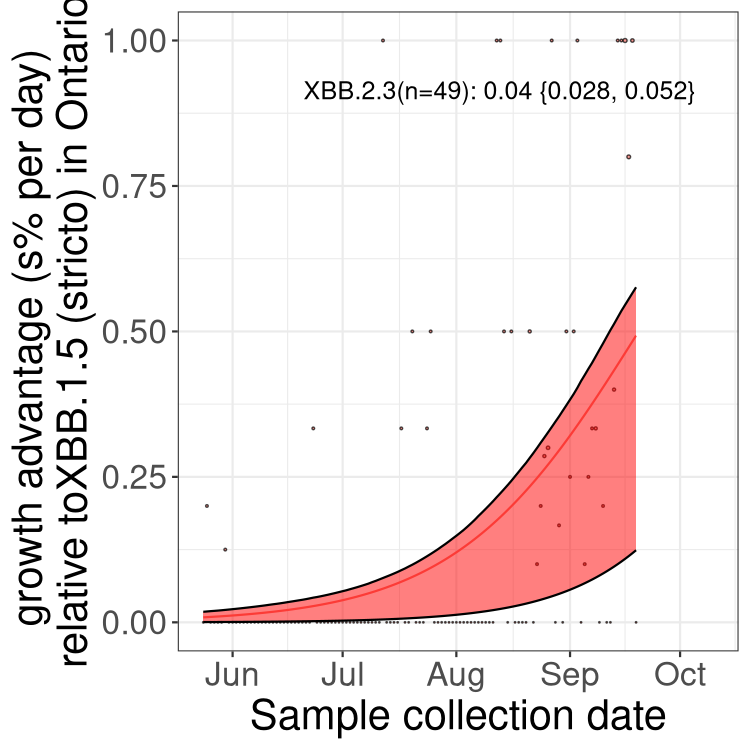 growth advantage (s% per day)
relative toXBB.1.5 (stricto) in Ontario
1.00
0.75
0.50
0.25
0.00
XBB.2.3(n=49): 0.04 {0.028, 0.052}
Jun Jul Aug Sep Oct
Sample collection date